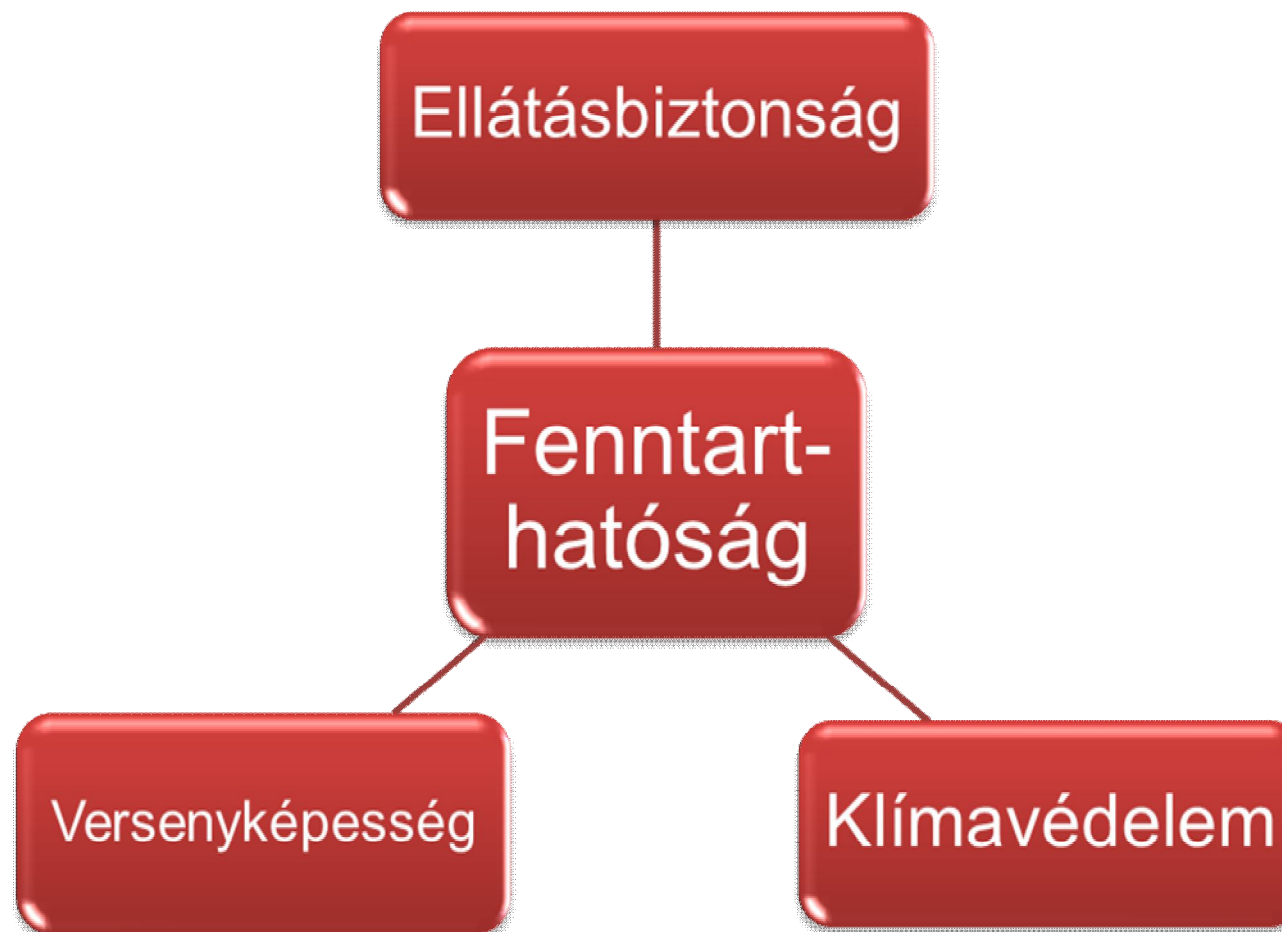 Ellátásbiztonság
Fenntart-
hatóság
Versenyképesség
Klímavédelem